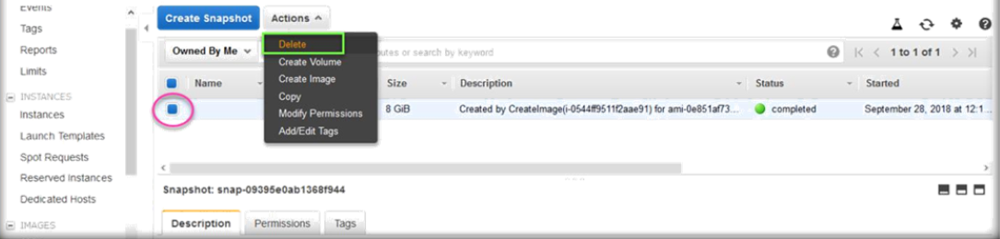 Events
Tags
Reports
Limits
INSTANCES
Instances
Launch Templates
Spot Requests
Reserved Instances
Dedicated Hosts
IMAGES
Create Snapshot
Actions
Owned By Me
butes or search by keyword
1 to 1 of 1
Delete
Create Volume
Create Image
Copy
Modify Permissions
Add/Edit Tags
Name
Size
Description
Status
Started
8 GiB
Created by CreateImage(i-0544ff9511f2aae91) for ami-0e851af73...
completed
September 28, 2018 at 12:1...
Snapshot: snap-09395e0ab1368f944
Description
Permissions
Tags